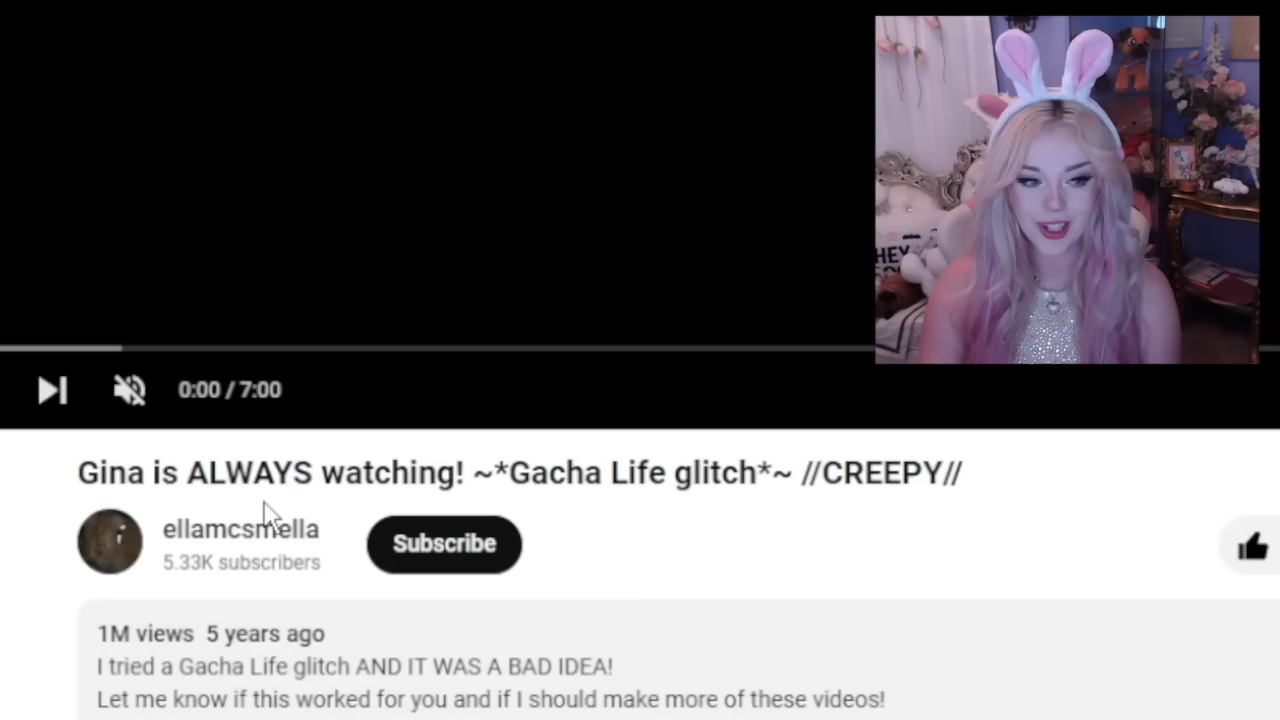 HEY
0:00 / 7:00
Gina is ALWAYS watching! ~*Gacha Life glitch*~ //CREEPY//
ellamcsmella
5.33K subscribers
Subscribe
1M views 5 years ago
I tried a Gacha Life glitch AND IT WAS A BAD IDEA!
Let me know if this worked for you and if I should make more of these videos!